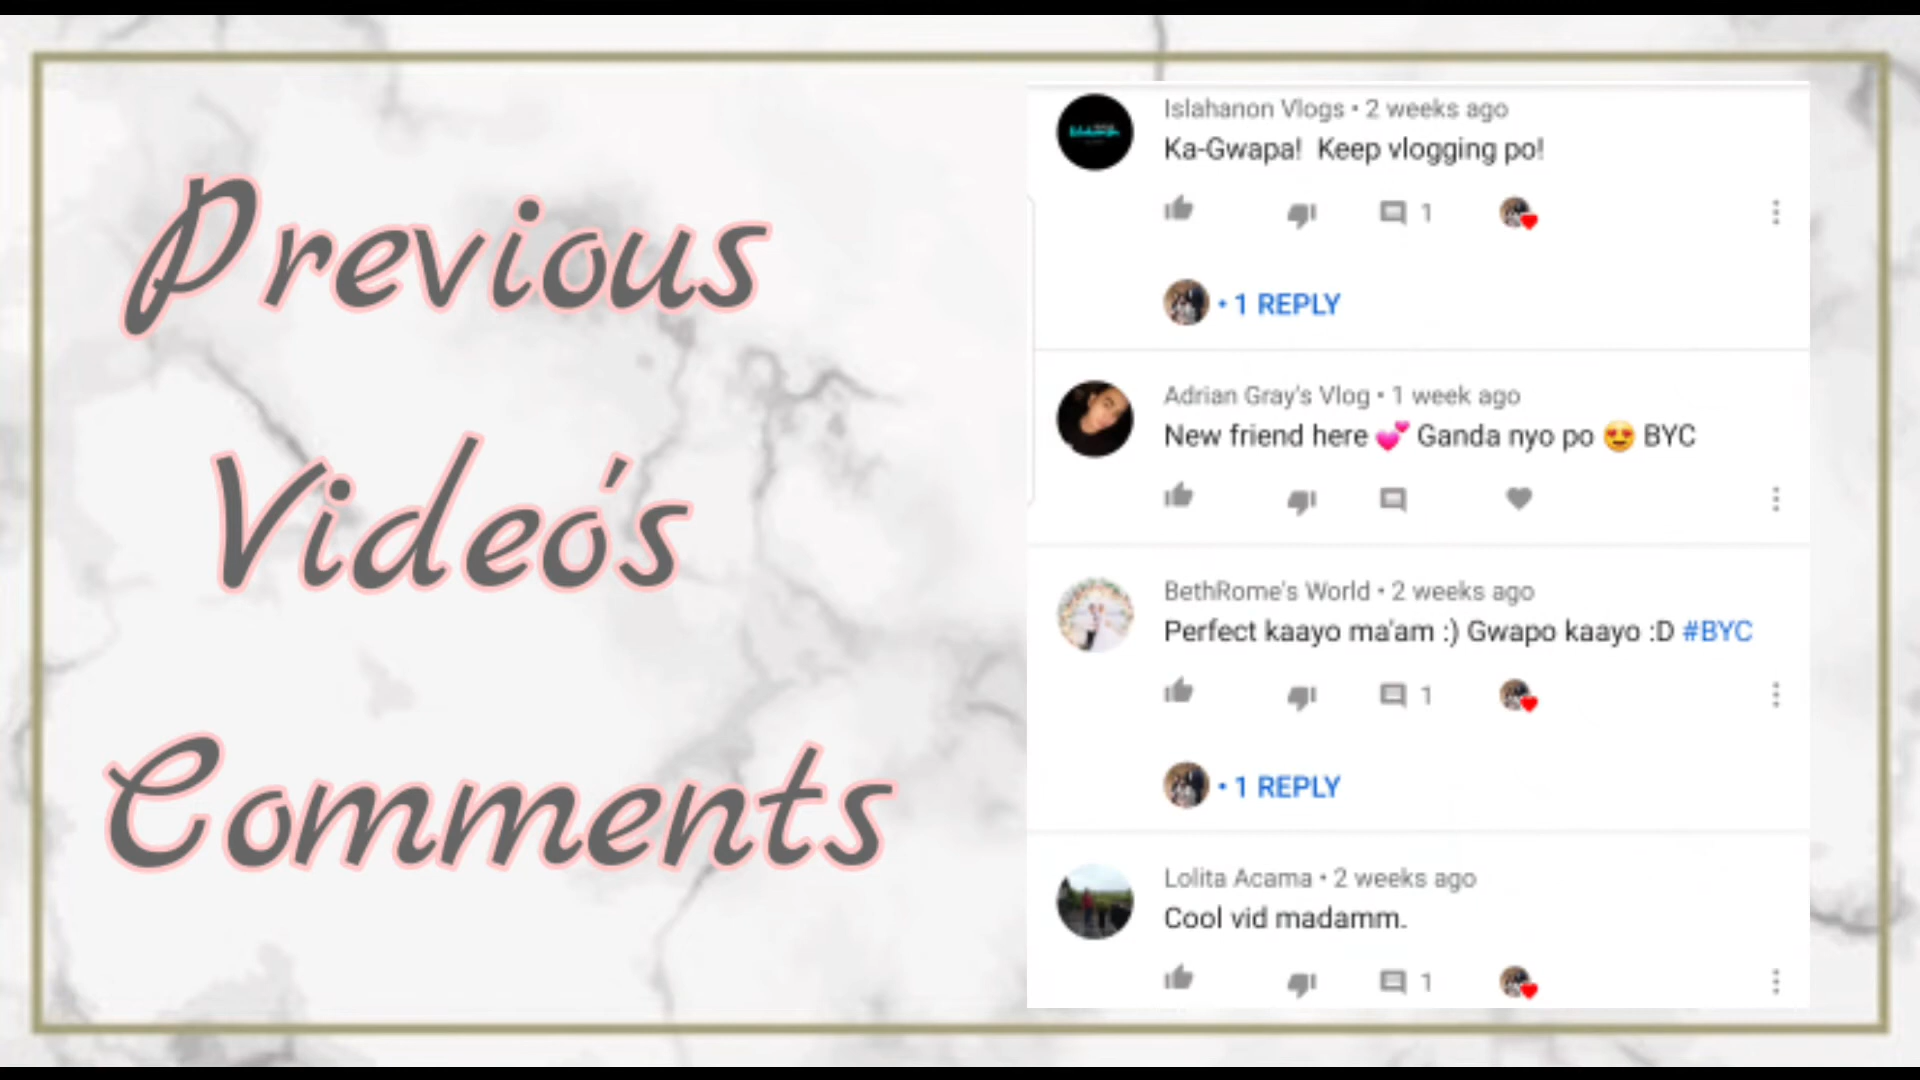 Previous
Video's
Comments
Islahanon Vlogs • 2 weeks ago
Ka-Gwapa! Keep vlogging po!
1
• 1 REPLY
Adrian Gray's Vlog • 1 week ago
New friend here 💕 Ganda nyo po 😍 BYC
BethRome's World • 2 weeks ago
Perfect kaayo ma'am :) Gwapo kaayo :D #BYC
1
• 1 REPLY
Lolita Acama • 2 weeks ago
Cool vid madamm.
1